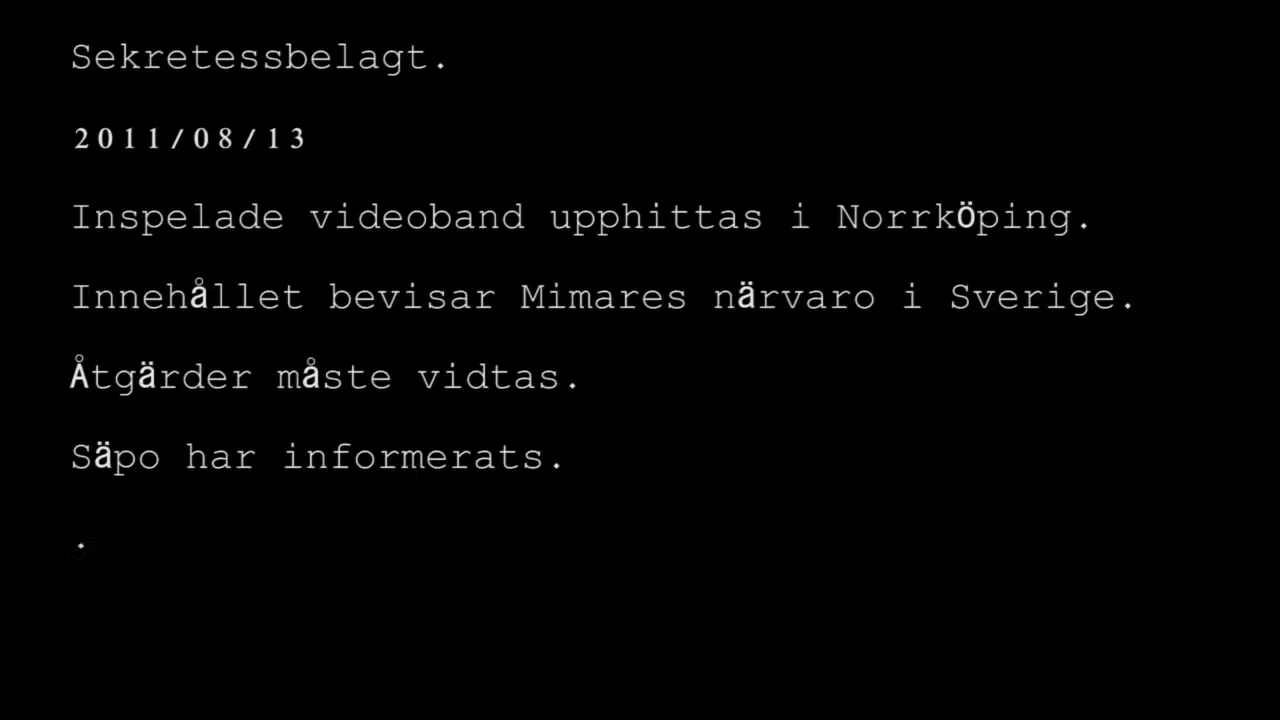 Sekretessbelagt.
2011/08/13
Inspelade videoband upphittas i Norrköping.
Innehållet bevisar Mimares närvaro i Sverige.
Åtgärder måste vidtas.
Säpo har informerats.
.